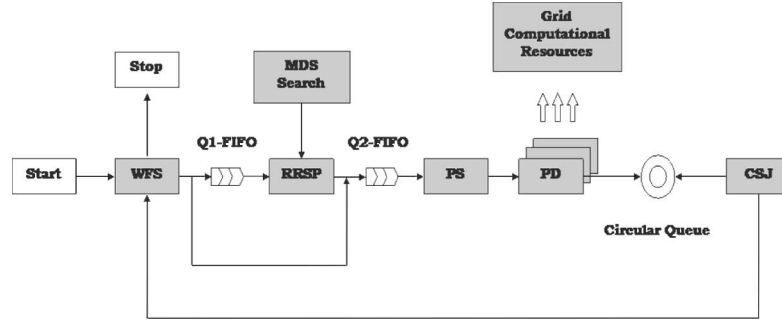 Grid
Computational
Resources
Stop
MDS
Search
Q1-FIFO
Q2-FIFO
Start
WFS
RRSP
PS
PD
CSJ
Circular Queue